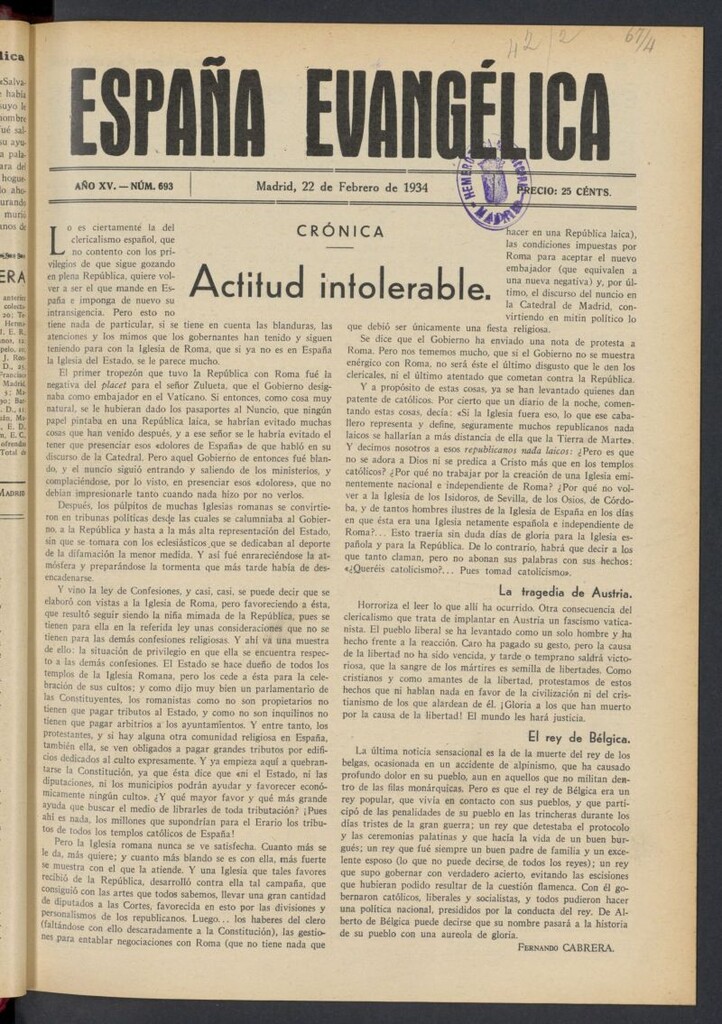 42/2
67/4
ESPAÑA EVANGÉLICA
AÑO XV. — NÚM. 693
Madrid, 22 de Febrero de 1934
PRECIO: 25 CÉNTS.
CRÓNICA
Actitud intolerable.
Lo es ciertamente la del
clericalismo español, que
no contento con los pri-
vilegios de que sigue gozando
en plena República, quiere vol-
ver a ser el que mande en Es-
paña e imponga de nuevo su
intransigencia. Pero esto no
tiene nada de particular, si se tiene en cuenta las blanduras, las
atenciones y los mimos que los gobernantes han tenido y siguen
teniendo para con la Iglesia de Roma, que si ya no es en España
la Iglesia del Estado, se le parece mucho.
El primer tropezón que tuvo la República con Roma fué la
negativa del placet para el señor Zulueta, que el Gobierno desig-
naba como embajador en el Vaticano. Si entonces, como cosa muy
natural, se le hubieran dado los pasaportes al Nuncio, que ningún
papel pintaba en una República laica, se habrían evitado muchas
cosas que han venido después, y a ese señor se le habría evitado el
tener que exponer esos «dolores de España» de que habló en su
discurso de la Catedral. Pero aquel Gobierno de entonces fué blan-
do, y el nuncio siguió entrando y saliendo de los ministerios, y
complaciéndose, por lo visto, en presenciar esos «dolores», que no
debían impresionarle tanto cuando nada hizo por no verlos.
Después, los púlpitos de muchas Iglesias romanas se convirtie-
ron en tribunas políticas desde las cuales se calumniaba al Gobier-
no, a la República y hasta a la más alta representación del Estado,
sin que se tomara con los eclesiásticos que se dedicaban al deporte
de la difamación la menor medida. Y así fué enrareciéndose la at-
mósfera y preparándose la tormenta que más tarde había de des-
encadenarse.
Y vino la ley de Confesiones, y casi, casi, se puede decir que se
elaboró con vistas a la Iglesia de Roma, pero favoreciendo a ésta,
que resultó seguir siendo la niña mimada de la República, pues se
tienen para ella en la referida ley unas consideraciones que no se
tienen para las demás confesiones religiosas. Y ahí va una muestra
de ello: la situación de privilegio en que ella se encuentra respec-
to a las demás confesiones. El Estado se hace dueño de todos los
templos de la Iglesia Romana, pero los cede a ésta para la cele-
bración de sus cultos; y como dijo muy bien un parlamentario de
las Constituyentes, los romanistas como no son propietarios no
tienen que pagar tributos al Estado, y como no son inquilinos no
tienen que pagar arbitrios a los ayuntamientos. Y entre tanto, los
protestantes, y si hay alguna otra comunidad religiosa en España,
también ella, se ven obligados a pagar grandes tributos por edifi-
cios dedicados al culto expresamente. Y ya empieza aquí a quebran-
tarse la Constitución, ya que ésta dice que «ni el Estado, ni las
diputaciones, ni los municipios podrán ayudar y favorecer econó-
micamente ningún culto». ¿Y qué mayor favor y qué más grande
ayuda que buscar el medio de librarles de toda tributación? ¡Pues
ahí es nada, los millones que supondrían para el Erario los tribu-
tos de todos los templos católicos de España!
Pero la Iglesia romana nunca se ve satisfecha. Cuanto más se
le da, más quiere; y cuanto más blando se es con ella, más fuerte
se muestra con el que la atiende. Y una Iglesia que tales favores
recibió de la República, desarrolló contra ella tal campaña, que
consiguió con las artes que todos sabemos, llevar una gran cantidad
de diputados a las Cortes, favorecida en esto por las divisiones y
personalismos de los republicanos. Luego... los haberes del clero
(faltándose con ello descaradamente a la Constitución), las gestio-
nes para entablar negociaciones con Roma (que no tiene nada que
hacer en una República laica),
las condiciones impuestas por
Roma para aceptar el nuevo
embajador (que equivalen a
una nueva negativa) y, por úl-
timo, el discurso del nuncio en
la Catedral de Madrid, con-
virtiendo en mitin político lo
que debió ser únicamente una fiesta religiosa.
Se dice que el Gobierno ha enviado una nota de protesta a
Roma. Pero nos tememos mucho, que si el Gobierno no se muestra
enérgico con Roma, no será éste el último disgusto que le den los
clericales, ni el último atentado que cometan contra la República.
Y a propósito de estas cosas, ya se han levantado quienes dan
patente de católicos. Por cierto que un diario de la noche, comen-
tando estas cosas, decía: «Si la Iglesia fuera eso, lo que ese caba-
llero representa y define, seguramente muchos republicanos nada
laicos se hallarían a más distancia de ella que la Tierra de Marte».
Y decimos nosotros a esos republicanos nada laicos: ¿Pero es que
no se adora a Dios ni se predica a Cristo más que en los templos
católicos? ¿Por qué no trabajar por la creación de una Iglesia emi-
nentemente nacional e independiente de Roma? ¿Por qué no vol-
ver a la Iglesia de los Isidoros, de Sevilla, de los Osios, de Córdo-
ba, y de tantos hombres ilustres de la Iglesia de España en los días
en que ésta era una Iglesia netamente española e independiente de
Roma?... Esto traería sin duda días de gloria para la Iglesia es-
pañola y para la República. De lo contrario, habrá que decir a los
que tanto claman, pero no abonan sus palabras con sus hechos:
«¿Queréis catolicismo?... Pues tomad catolicismo».
La tragedia de Austria.
Horroriza el leer lo que allí ha ocurrido. Otra consecuencia del
clericalismo que trata de implantar en Austria un fascismo vatica-
nista. El pueblo liberal se ha levantado como un solo hombre y ha
hecho frente a la reacción. Caro ha pagado su gesto, pero la causa
de la libertad no ha sido vencida, y tarde o temprano saldrá victo-
riosa, que la sangre de los mártires es semilla de libertades. Como
cristianos y como amantes de la libertad, protestamos de estos
hechos que ni hablan nada en favor de la civilización ni del cris-
tianismo de los que alardean de él. ¡Gloria a los que han muerto
por la causa de la libertad! El mundo les hará justicia.
El rey de Bélgica.
La última noticia sensacional es la de la muerte del rey de los
belgas, ocasionada en un accidente de alpinismo, que ha causado
profundo dolor en su pueblo, aun en aquellos que no militan den-
tro de las filas monárquicas. Pero es que el rey de Bélgica era un
rey popular, que vivía en contacto con sus pueblos, y que partici-
pó de las penalidades de su pueblo en las trincheras durante los
días tristes de la gran guerra; un rey que detestaba el protocolo
y las ceremonias palatinas y que hacía la vida de un buen bur-
gués; un rey que fué siempre un buen padre de familia y un exce-
lente esposo (lo que no puede decirse de todos los reyes); un rey
que supo gobernar con verdadero acierto, evitando las escisiones
que hubieran podido resultar de la cuestión flamenca. Con él go-
bernaron católicos, liberales y socialistas, y todos pudieron hacer
una política nacional, presididos por la conducta del rey. De Al-
berto de Bélgica puede decirse que su nombre pasará a la historia
de su pueblo con una aureola de gloria.
FERNANDO CABRERA.